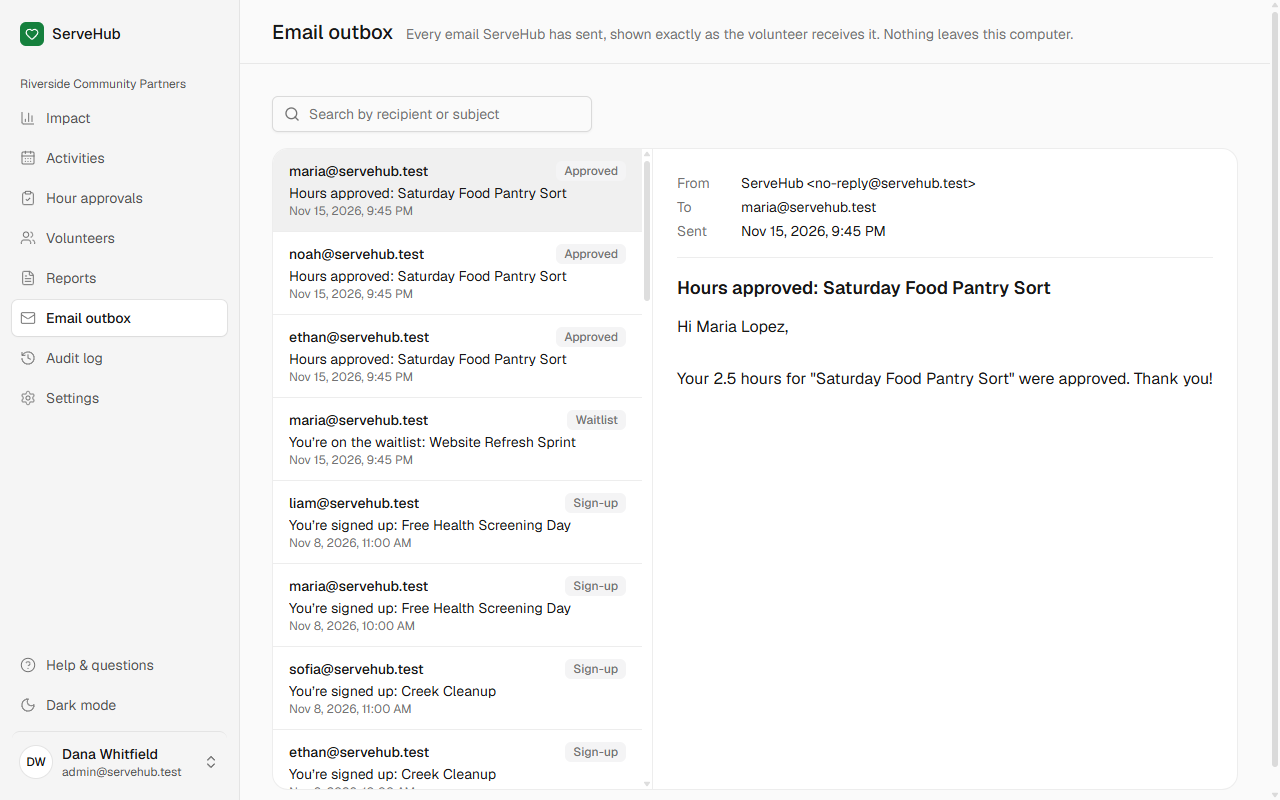 ServeHub
Riverside Community Partners
Impact
Activities
Hour approvals
Volunteers
Reports
Email outbox
Audit log
Settings
Help & questions
Dark mode
DW
Dana Whitfield
admin@servehub.test
Email outbox Every email ServeHub has sent, shown exactly as the volunteer receives it. Nothing leaves this computer.
Search by recipient or subject
maria@servehub.test Approved
Hours approved: Saturday Food Pantry Sort
Nov 15, 2026, 9:45 PM
noah@servehub.test Approved
Hours approved: Saturday Food Pantry Sort
Nov 15, 2026, 9:45 PM
ethan@servehub.test Approved
Hours approved: Saturday Food Pantry Sort
Nov 15, 2026, 9:45 PM
maria@servehub.test Waitlist
You're on the waitlist: Website Refresh Sprint
Nov 15, 2026, 9:45 PM
liam@servehub.test Sign-up
You're signed up: Free Health Screening Day
Nov 8, 2026, 11:00 AM
maria@servehub.test Sign-up
You're signed up: Free Health Screening Day
Nov 8, 2026, 10:00 AM
sofia@servehub.test Sign-up
You're signed up: Creek Cleanup
Nov 8, 2026, 11:00 AM
ethan@servehub.test Sign-up
You're signed up: Creek Cleanup
From ServeHub <no-reply@servehub.test>
To maria@servehub.test
Sent Nov 15, 2026, 9:45 PM
Hours approved: Saturday Food Pantry Sort
Hi Maria Lopez,
Your 2.5 hours for "Saturday Food Pantry Sort" were approved. Thank you!